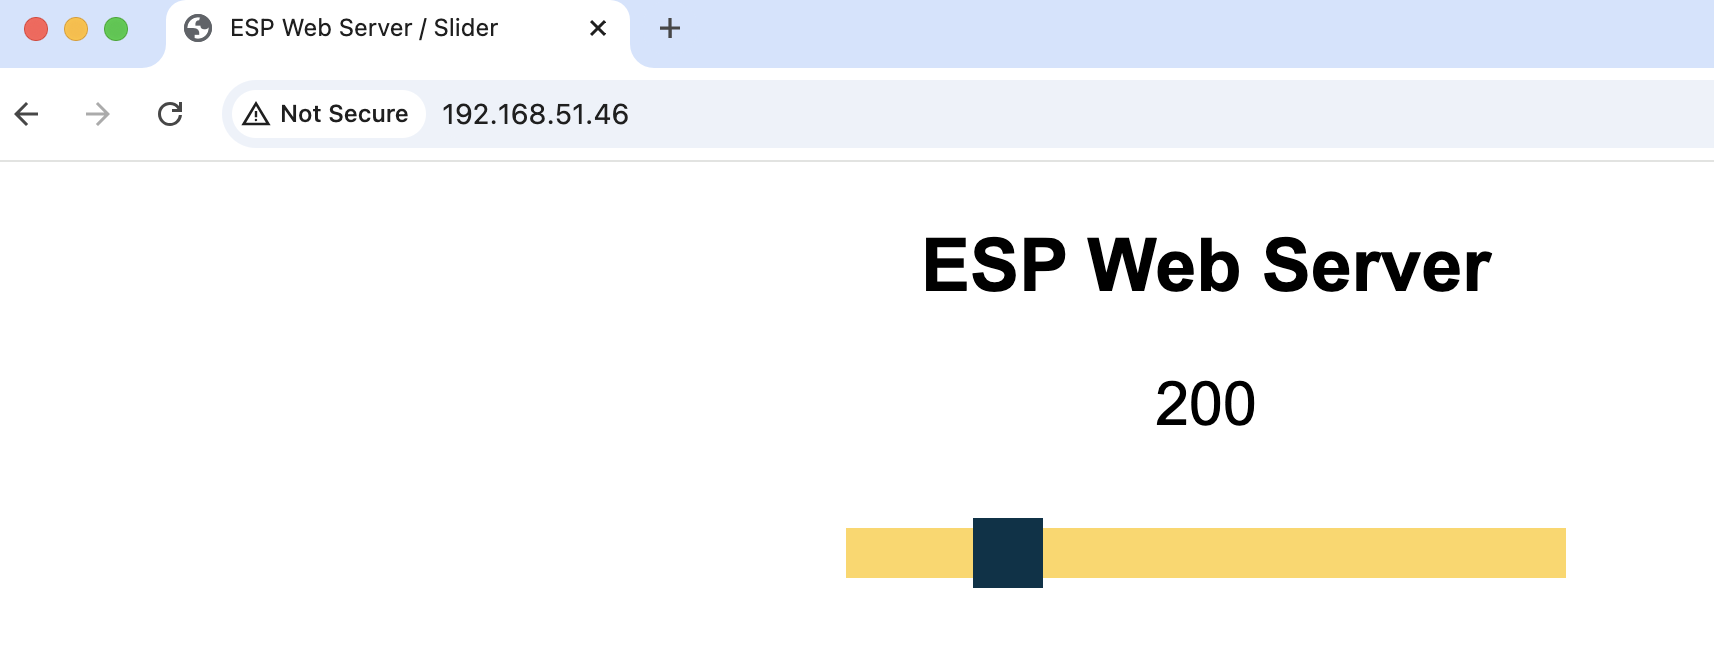 ESP Web Server / Slider
Not Secure 192.168.51.46
ESP Web Server
200